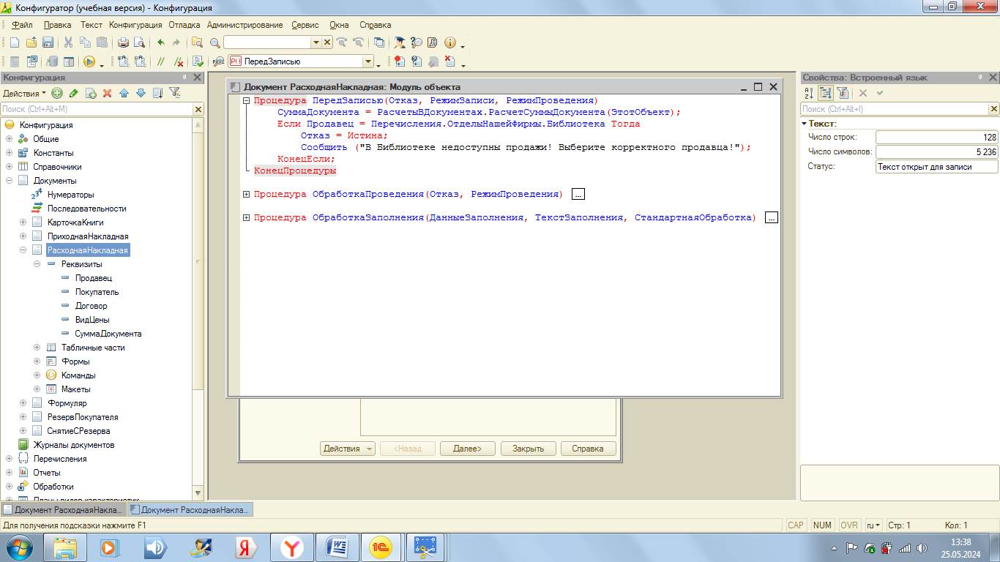 Конфигуратор (учебная версия) - Конфигурация
Файл Правка Текст Конфигурация Отладка Администрирование Сервис Окна Справка
ПередЗаписью
Конфигурация
Действия
Поиск (Ctrl+Alt+M)
Конфигурация
Общие
Константы
Справочники
Документы
Нумераторы
Последовательности
КарточкаКниги
ПриходнаяНакладная
РасходнаяНакладная
Реквизиты
Продавец
Покупатель
Договор
ВидЦены
СуммаДокумента
Табличные части
Формы
Команды
Макеты
Формуляр
РезервПокупателя
СнятиеСРезерва
Журналы документов
Перечисления
Отчеты
Обработки
Планы видов характеристик
Документ РасходнаяНакладная: Модуль объекта
Процедура ПередЗаписью(Отказ, РежимЗаписи, РежимПроведения)
СуммаДокумента = РасчетыВДокументах.РасчетСуммыДокумента(ЭтотОбъект);
Если Продавец = Перечисления.ОтделыНашейФирмы.Библиотека Тогда
Отказ = Истина;
Сообщить ("В Библиотеке недоступны продажи! Выберите корректного продавца!");
КонецЕсли;
КонецПроцедуры
Процедура ОбработкаПроведения(Отказ, РежимПроведения) ...
Процедура ОбработкаЗаполнения(ДанныеЗаполнения, ТекстЗаполнения, СтандартнаяОбработка) ...
Действия <Назад Далее> Закрыть Справка
Свойства: Встроенный язык
Поиск (Ctrl+Alt+I)
Текст:
Число строк: 128
Число символов: 5 236
Статус: Текст открыт для записи
Документ РасходнаяНакла... Документ РасходнаяНакла...
Для получения подсказки нажмите F1
CAP NUM OVR ru Стр: 1 Кол: 1
13:38
25.05.2024